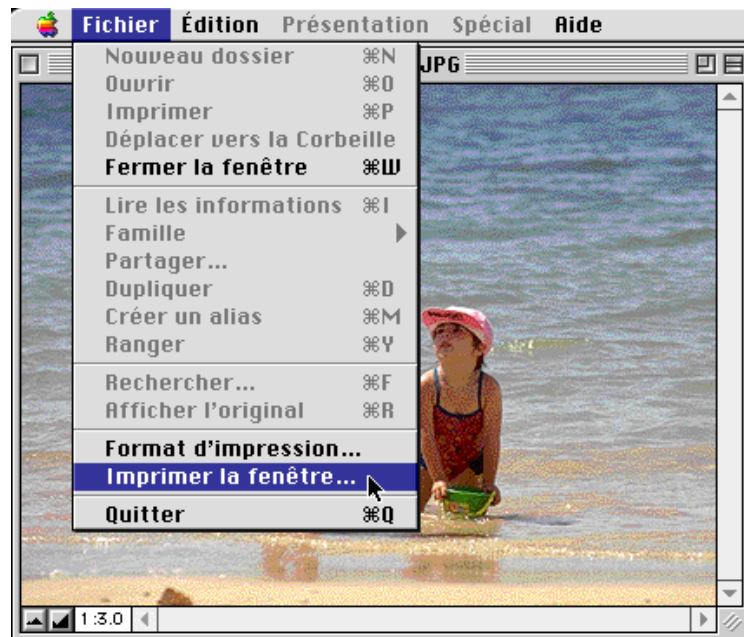 Fichier Édition Présentation Spécial Aide
JPG
Nouveau dossier ⌘N
Ouvrir ⌘O
Imprimer ⌘P
Déplacer vers la Corbeille
Fermer la fenêtre ⌘W
Lire les informations ⌘I
Famille
Partager...
Dupliquer ⌘D
Créer un alias ⌘M
Ranger ⌘Y
Rechercher... ⌘F
Afficher l'original ⌘R
Format d'impression...
Imprimer la fenêtre...
Quitter ⌘Q
1:3.0